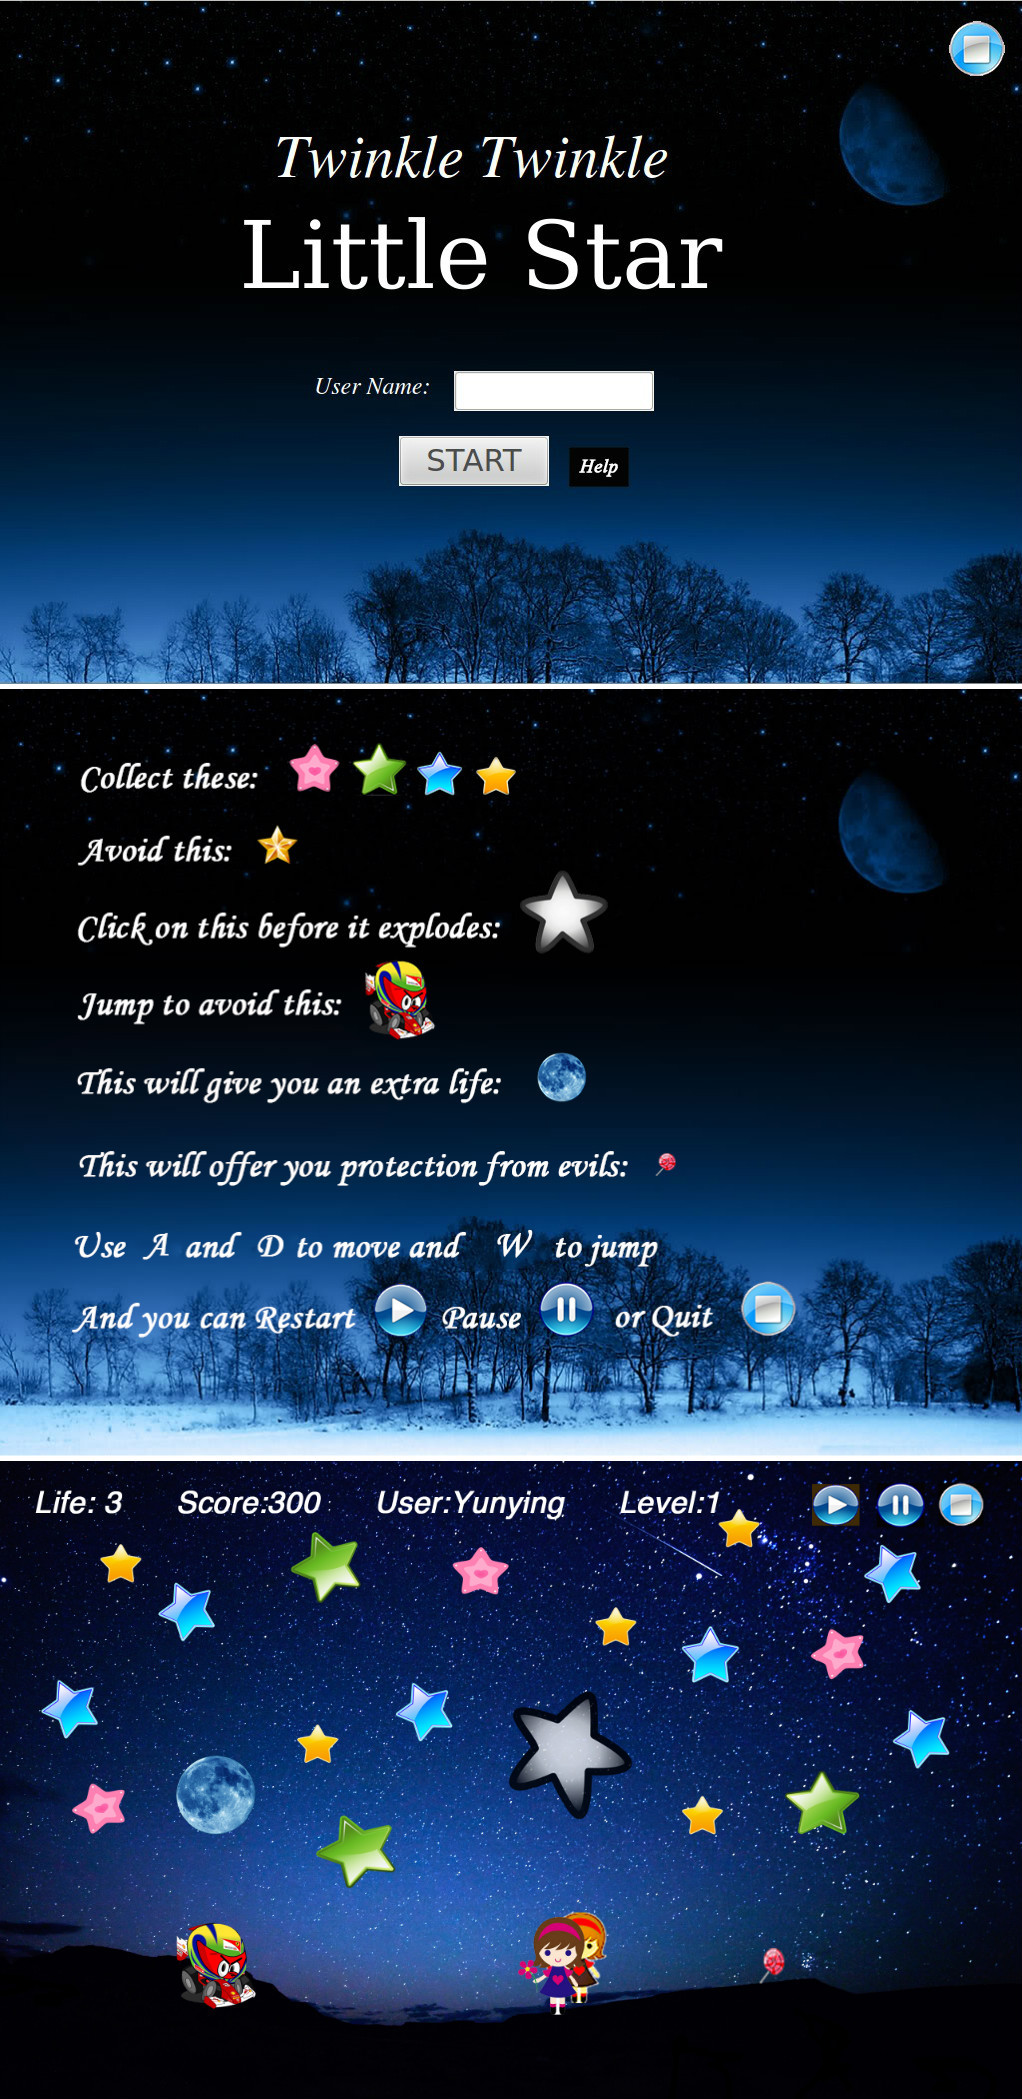 Twinkle Twinkle
Little Star
User Name:
START Help
Collect these:
Avoid this:
Click on this before it explodes:
Jump to avoid this:
This will give you an extra life:
This will offer you protection from evils:
Use A and D to move and W to jump
And you can Restart Pause or Quit
Life: 3 Score:300 User:Yunying Level:1